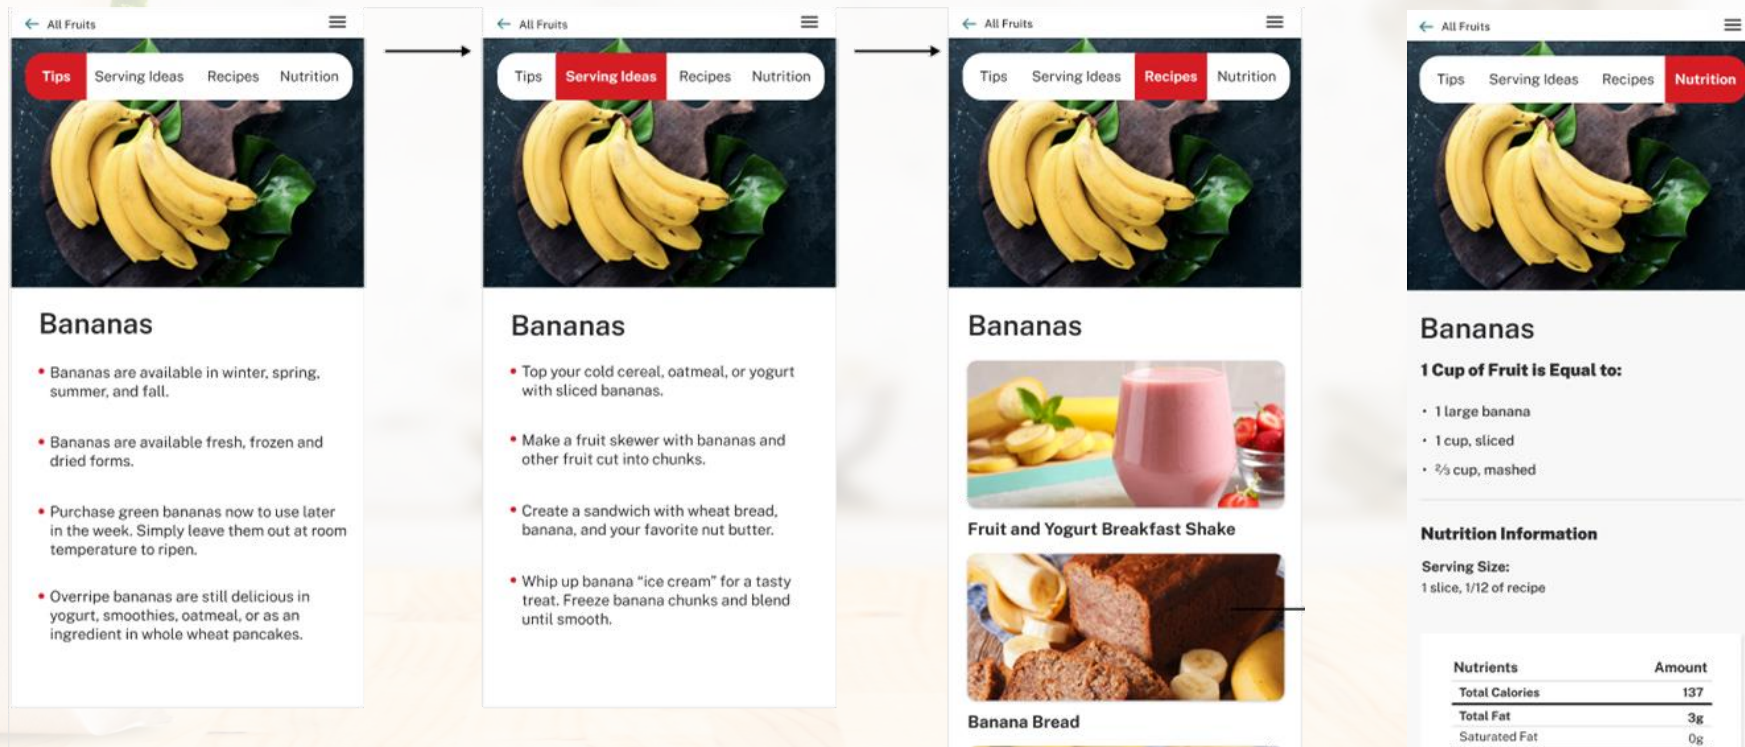 ← All Fruits
Tips Serving Ideas Recipes Nutrition
Bananas
• Bananas are available in winter, spring,
summer, and fall.
• Bananas are available fresh, frozen and
dried forms.
• Purchase green bananas now to use later
in the week. Simply leave them out at room
temperature to ripen.
• Overripe bananas are still delicious in
yogurt, smoothies, oatmeal, or as an
ingredient in whole wheat pancakes.
← All Fruits
Tips Serving Ideas Recipes Nutrition
Bananas
• Top your cold cereal, oatmeal, or yogurt
with sliced bananas.
• Make a fruit skewer with bananas and
other fruit cut into chunks.
• Create a sandwich with wheat bread,
banana, and your favorite nut butter.
• Whip up banana “ice cream” for a tasty
treat. Freeze banana chunks and blend
until smooth.
← All Fruits
Tips Serving Ideas Recipes Nutrition
Bananas
Fruit and Yogurt Breakfast Shake
Banana Bread
← All Fruits
Tips Serving Ideas Recipes Nutrition
Bananas
1 Cup of Fruit is Equal to:
• 1 large banana
• 1 cup, sliced
• ⅔ cup, mashed
Nutrition Information
Serving Size:
1 slice, 1/12 of recipe
Nutrients Amount
Total Calories 137
Total Fat 3g
Saturated Fat 0g